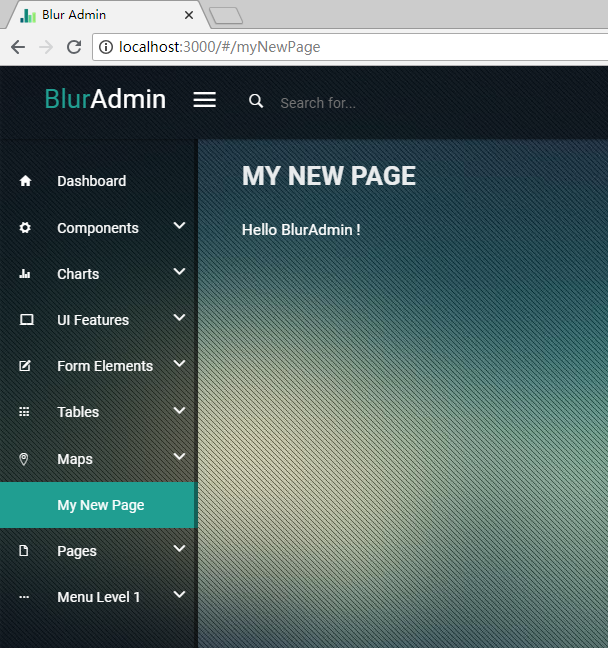 Blur Admin
localhost:3000/#/myNewPage
BlurAdmin
Search for...
Dashboard
Components
Charts
UI Features
Form Elements
Tables
Maps
My New Page
Pages
Menu Level 1
MY NEW PAGE
Hello BlurAdmin !